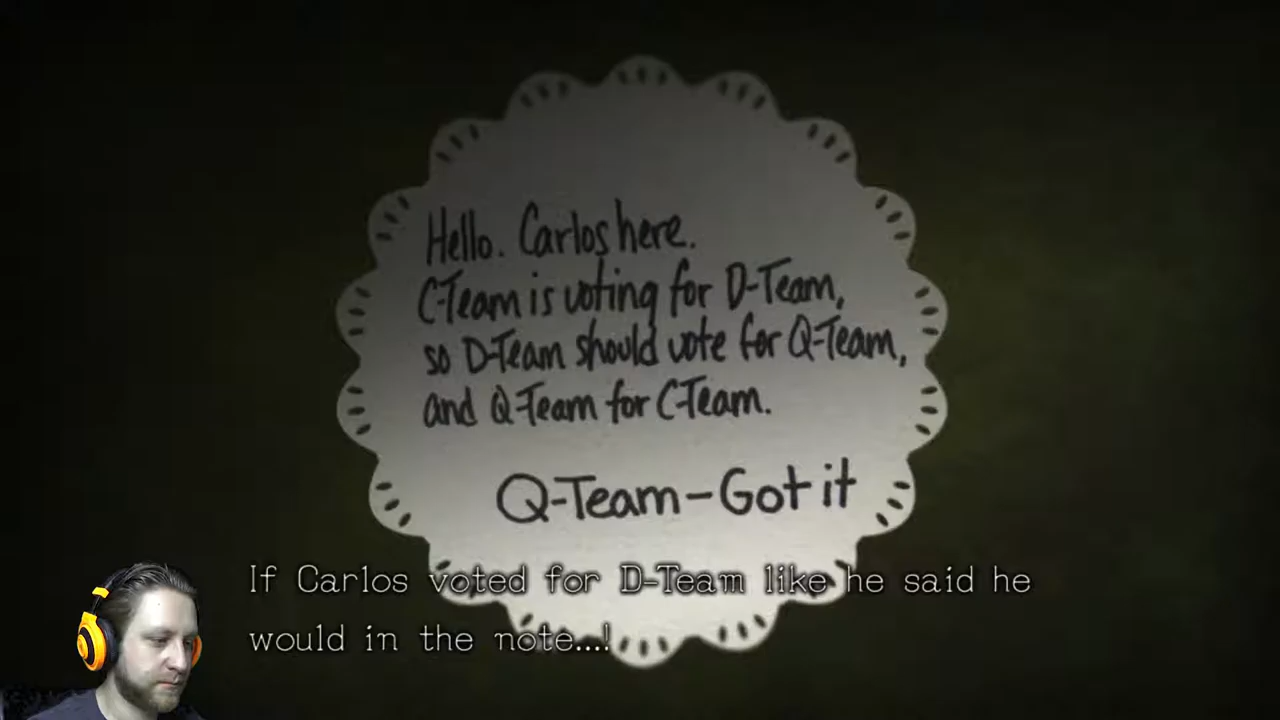 Hello. Carlos here.
C-Team is voting for D-Team,
so D-Team should vote for Q-Team,
and Q-Team for C-Team.
Q-Team-Got it
If Carlos voted for D-Team like he said he
would in the note...!